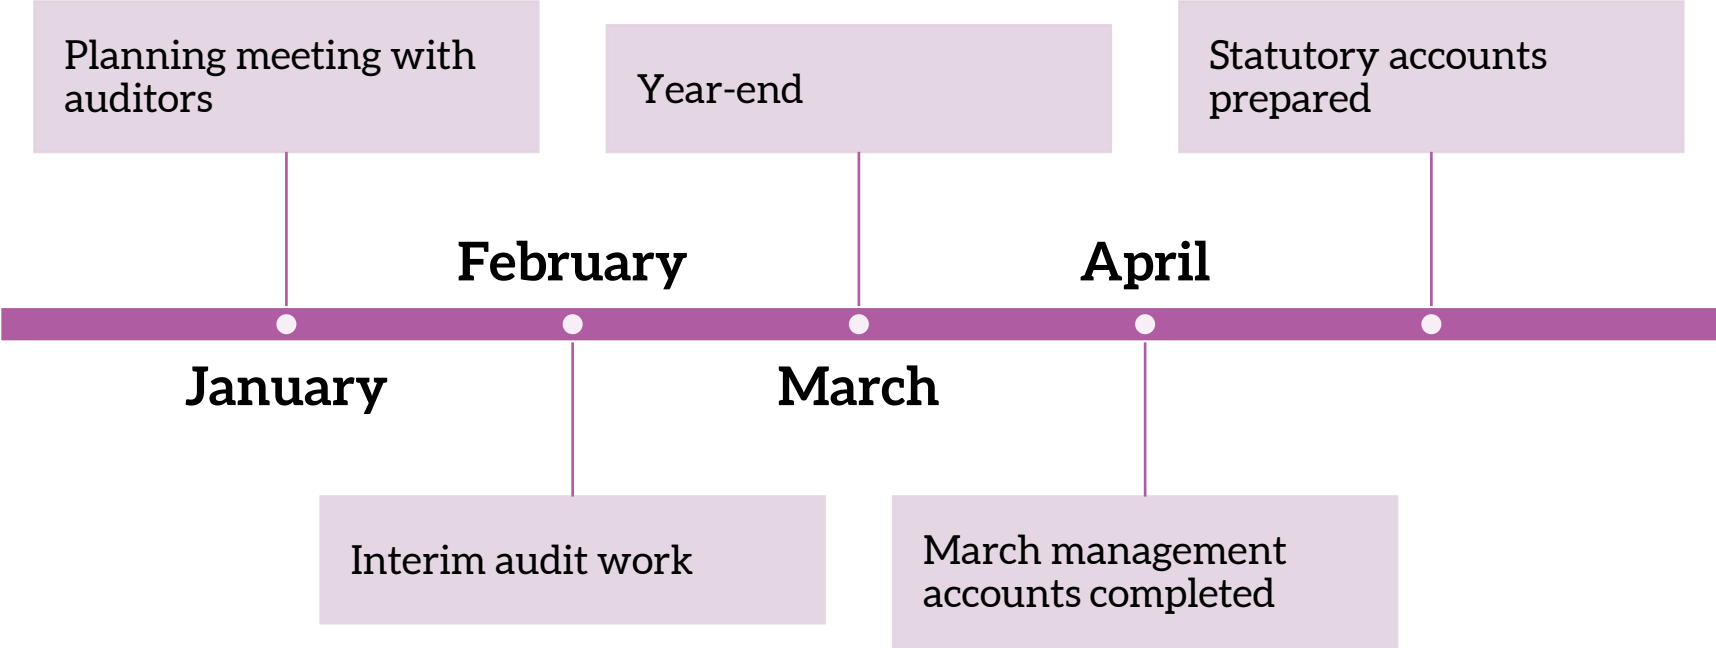 Planning meeting with
auditors
Year-end
Statutory accounts
prepared
February
April
January
March
Interim audit work
March management
accounts completed